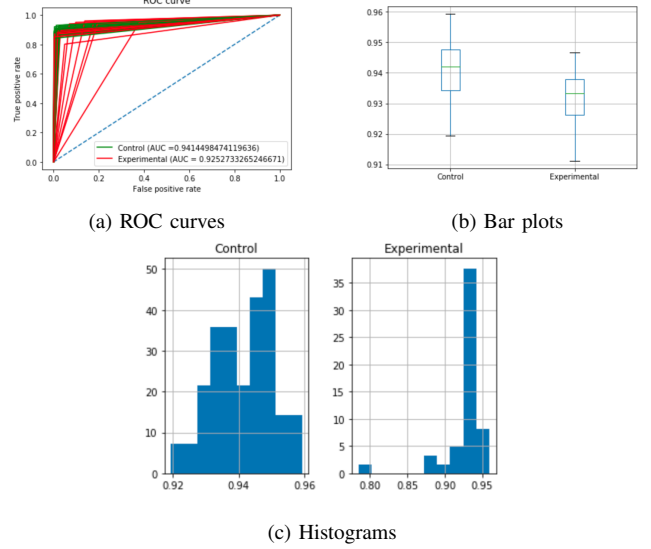 ROC curve
1.0
0.8
0.6
0.4
0.2
0.0
True positive rate
Control (AUC =0.9414498474119636)
Experimental (AUC = 0.9252733265246671)
0.0 0.2 0.4 0.6 0.8 1.0
False positive rate
(a) ROC curves
0.96
0.95
0.94
0.93
0.92
0.91
Control Experimental
(b) Bar plots
Control
50
40
30
20
10
0
0.92 0.94 0.96
Experimental
35
30
25
20
15
10
5
0
0.80 0.85 0.90 0.95
(c) Histograms